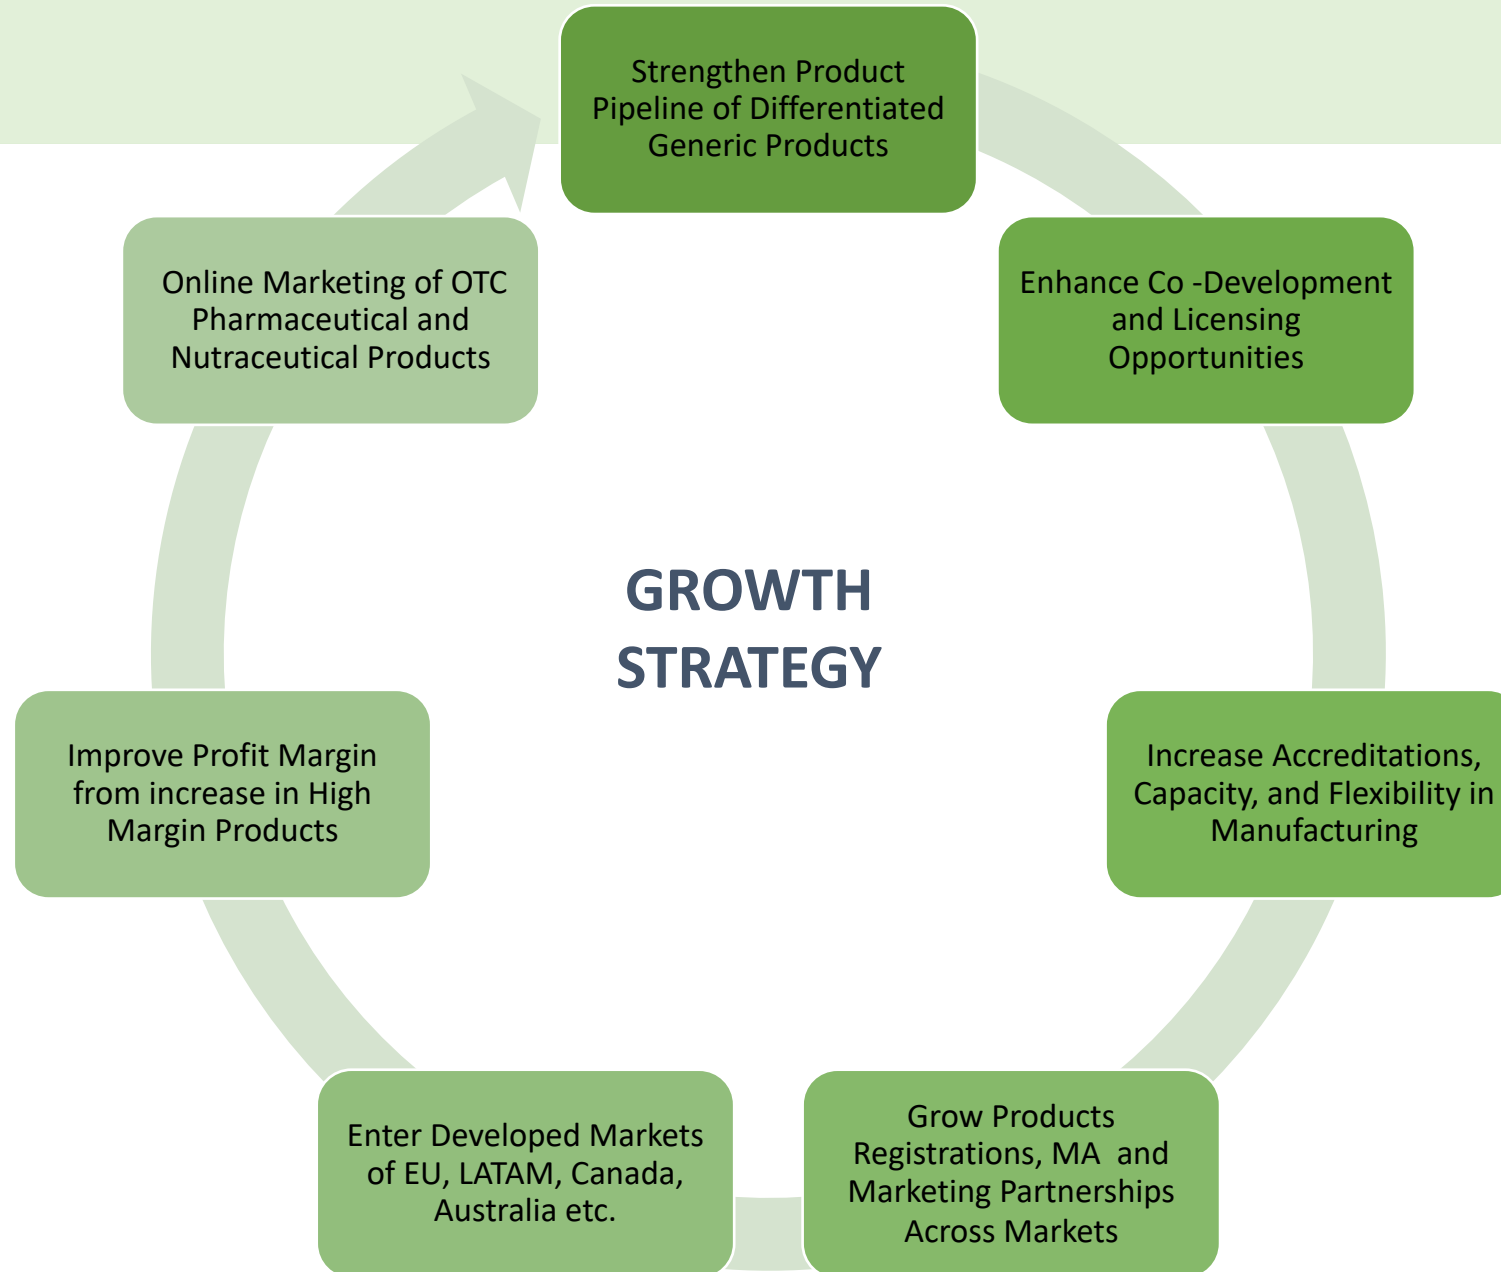 Strengthen Product
Pipeline of Differentiated
Generic Products
Enhance Co -Development
and Licensing
Opportunities
Increase Accreditations,
Capacity, and Flexibility in
Manufacturing
Grow Products
Registrations, MA  and
Marketing Partnerships
Across Markets
Enter Developed Markets
of EU, LATAM, Canada,
Australia etc.
Improve Profit Margin
from increase in High
Margin Products
Online Marketing of OTC
Pharmaceutical and
Nutraceutical Products
GROWTH
STRATEGY